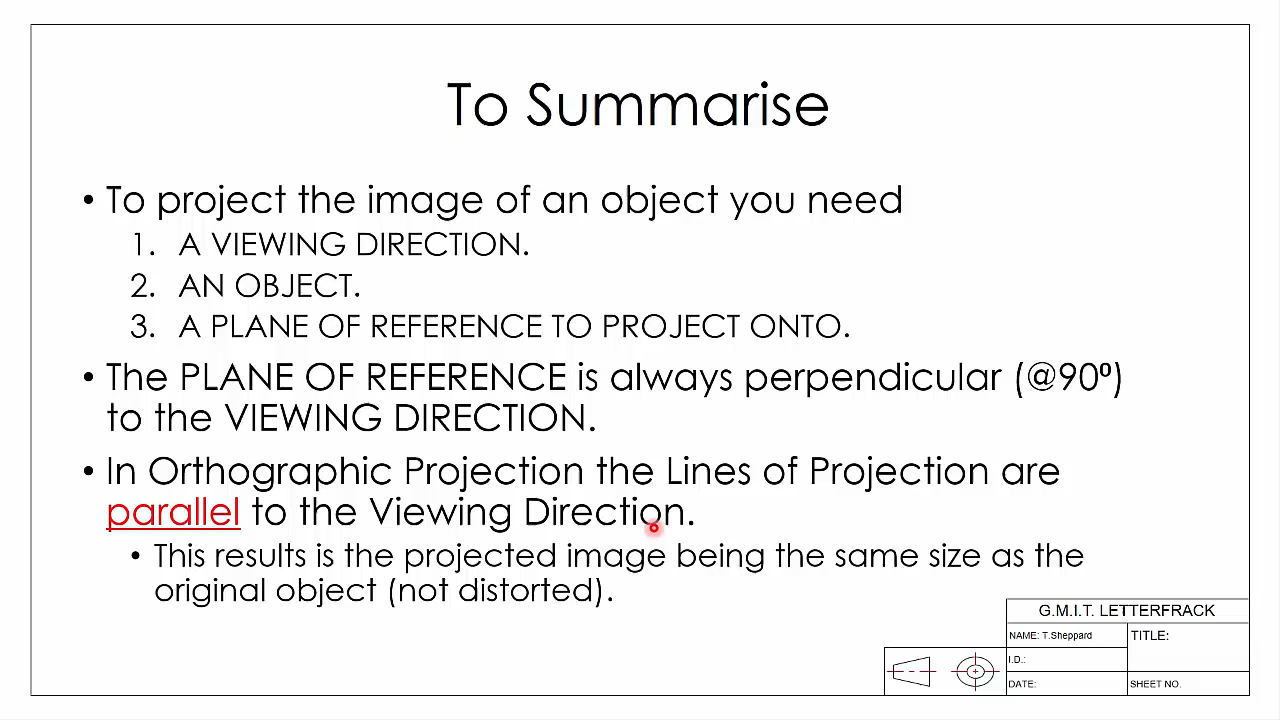 To Summarise
• To project the image of an object you need
1. A VIEWING DIRECTION.
2. AN OBJECT.
3. A PLANE OF REFERENCE TO PROJECT ONTO.
• The PLANE OF REFERENCE is always perpendicular (@90º)
to the VIEWING DIRECTION.
• In Orthographic Projection the Lines of Projection are
parallel to the Viewing Direction.
• This results is the projected image being the same size as the
original object (not distorted).
G.M.I.T. LETTERFRACK
NAME: T.Sheppard
TITLE:
I.D.:
DATE:
SHEET NO.